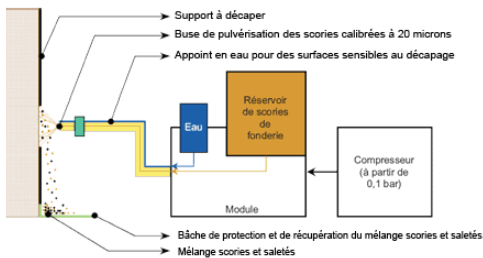 Support à décaper
Buse de pulvérisation des scories calibrées à 20 microns
Appoint en eau pour des surfaces sensibles au décapage
Réservoir
de scories
de
fonderie
Eau
Compresseur
(à partir de
0,1 bar)
Module
Bâche de protection et de récupération du mélange scories et saletés
Mélange scories et saletés